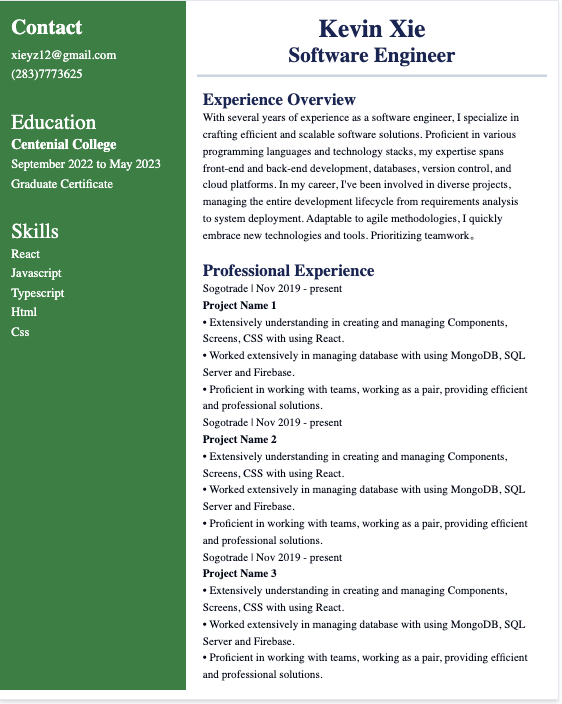 Contact
xieyz12@gmail.com
(283)7773625
Education
Centenial College
September 2022 to May 2023
Graduate Certificate
Skills
React
Javascript
Typescript
Html
Css
Kevin Xie
Software Engineer
Experience Overview
With several years of experience as a software engineer, I specialize in
crafting efficient and scalable software solutions. Proficient in various
programming languages and technology stacks, my expertise spans
front-end and back-end development, databases, version control, and
cloud platforms. In my career, I've been involved in diverse projects,
managing the entire development lifecycle from requirements analysis
to system deployment. Adaptable to agile methodologies, I quickly
embrace new technologies and tools. Prioritizing teamwork。
Professional Experience
Sogotrade | Nov 2019 - present
Project Name 1
• Extensively understanding in creating and managing Components,
Screens, CSS with using React.
• Worked extensively in managing database with using MongoDB, SQL
Server and Firebase.
• Proficient in working with teams, working as a pair, providing efficient
and professional solutions.
Sogotrade | Nov 2019 - present
Project Name 2
• Extensively understanding in creating and managing Components,
Screens, CSS with using React.
• Worked extensively in managing database with using MongoDB, SQL
Server and Firebase.
• Proficient in working with teams, working as a pair, providing efficient
and professional solutions.
Sogotrade | Nov 2019 - present
Project Name 3
• Extensively understanding in creating and managing Components,
Screens, CSS with using React.
• Worked extensively in managing database with using MongoDB, SQL
Server and Firebase.
• Proficient in working with teams, working as a pair, providing efficient
and professional solutions.